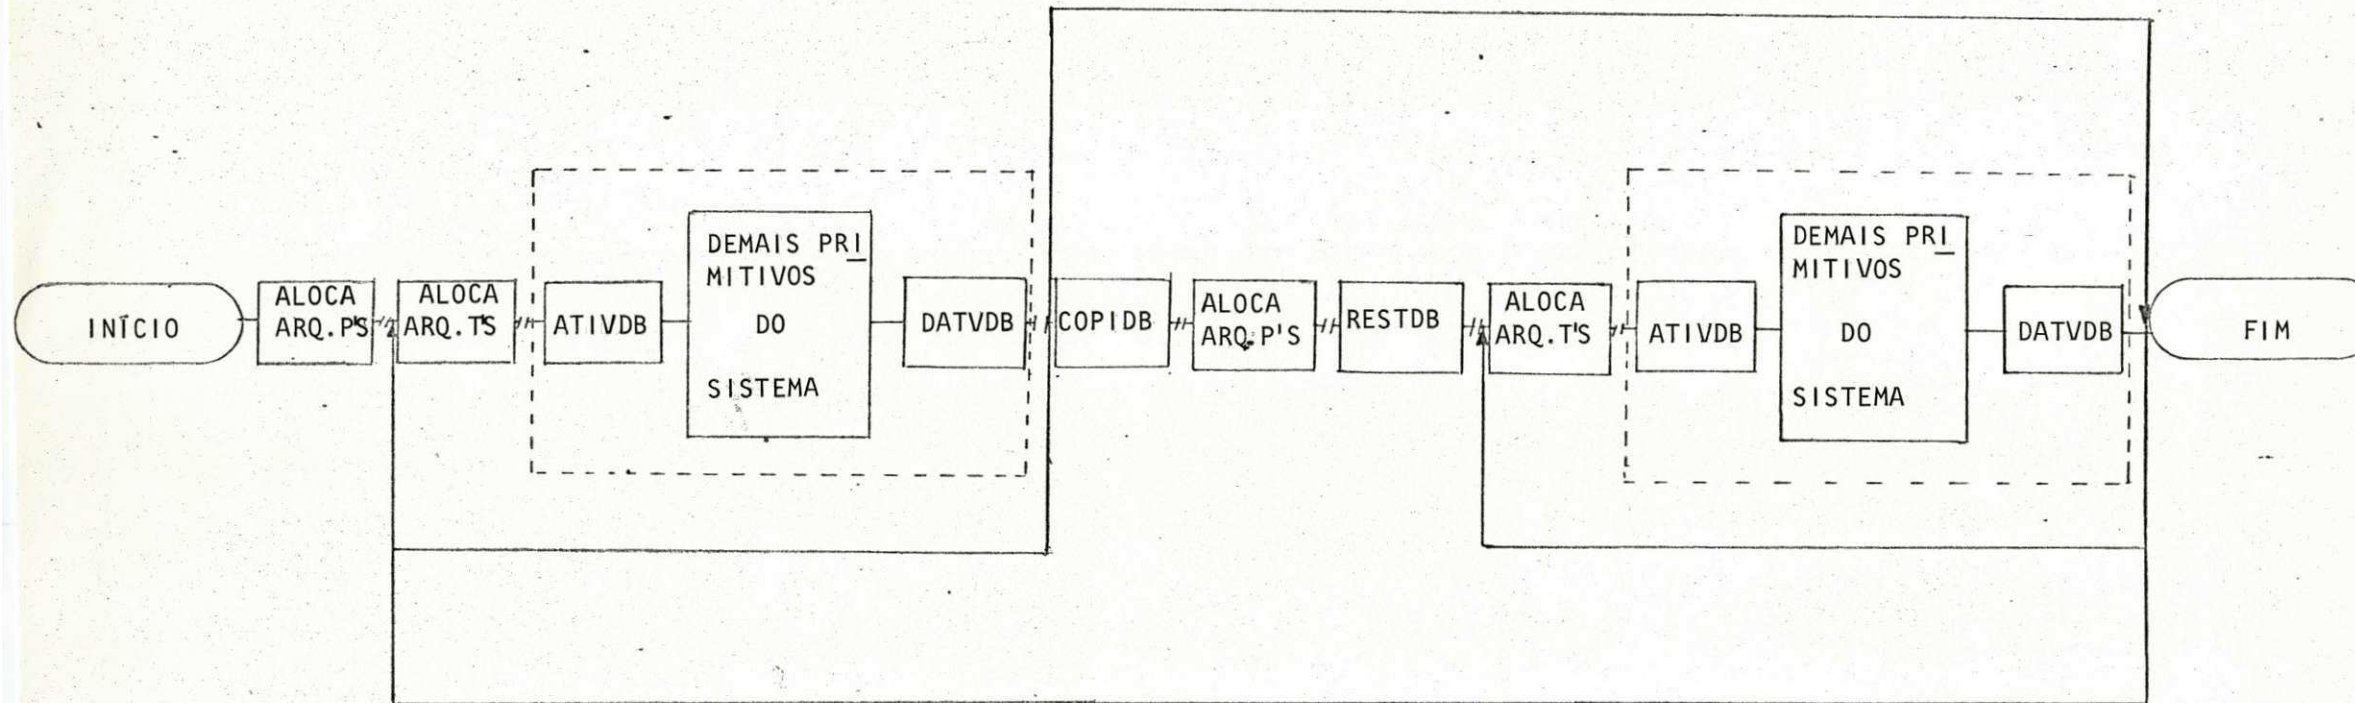 INÍCIO
ALOCA
ARQ.P'S
ALOCA
ARQ.T'S
ATIVDB
DEMAIS PRI
MITIVOS
DO
SISTEMA
DATVDB
COPIDB
ALOCA
ARQ.P'S
RESTDB
ALOCA
ARQ.T'S
ATIVDB
DEMAIS PRI
MITIVOS
DO
SISTEMA
DATVDB
FIM